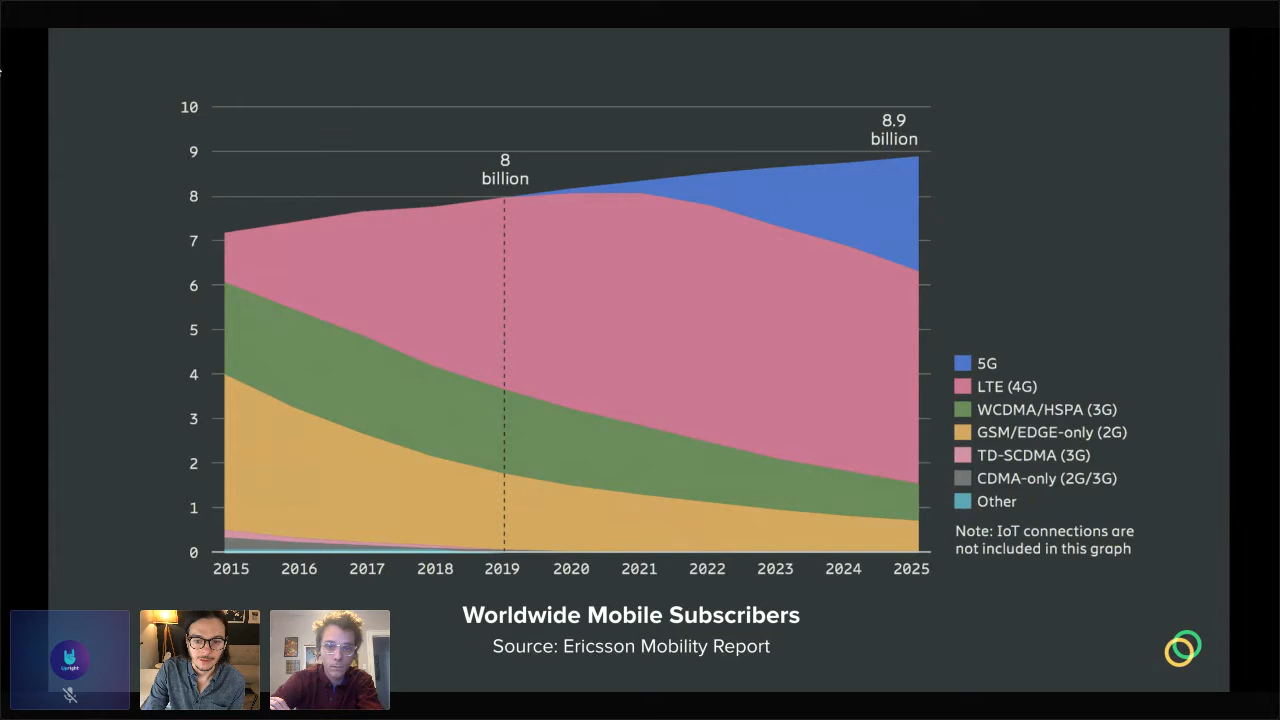 10
8.9
billion
9
8
billion
8
7
6
5
4
3
2
1
0
2015 2016 2017 2018 2019 2020 2021 2022 2023 2024 2025
5G
LTE (4G)
WCDMA/HSPA (3G)
GSM/EDGE-only (2G)
TD-SCDMA (3G)
CDMA-only (2G/3G)
Other
Note: IoT connections are
not included in this graph
Worldwide Mobile Subscribers
Source: Ericsson Mobility Report
Upright